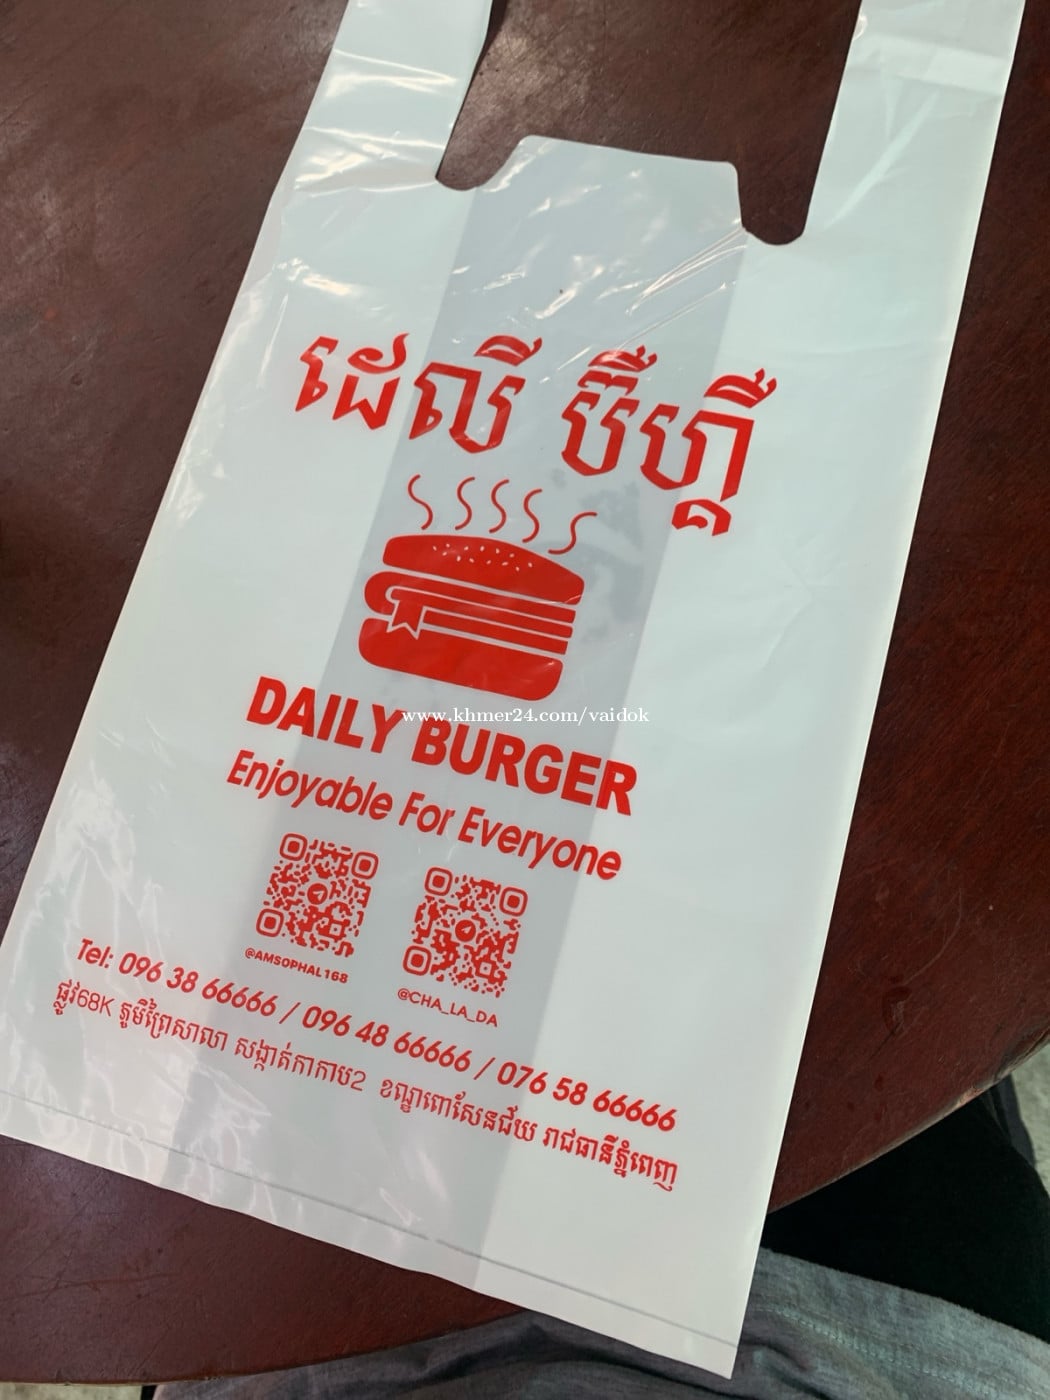 ដេលី ប៊ឺហ្គឺ
DAILY BURGER
www.khmer24.com/vaidok
Enjoyable For Everyone
@AMSOPHAL168
@CHA_LA_DA
Tel: 096 38 66666 / 096 48 66666 / 076 58 66666
ផ្លូវ68K ភូមិព្រៃសាលា សង្កាត់កាកាប2 ខណ្ឌពោសែនជ័យ រាជធានីភ្នំពេញ